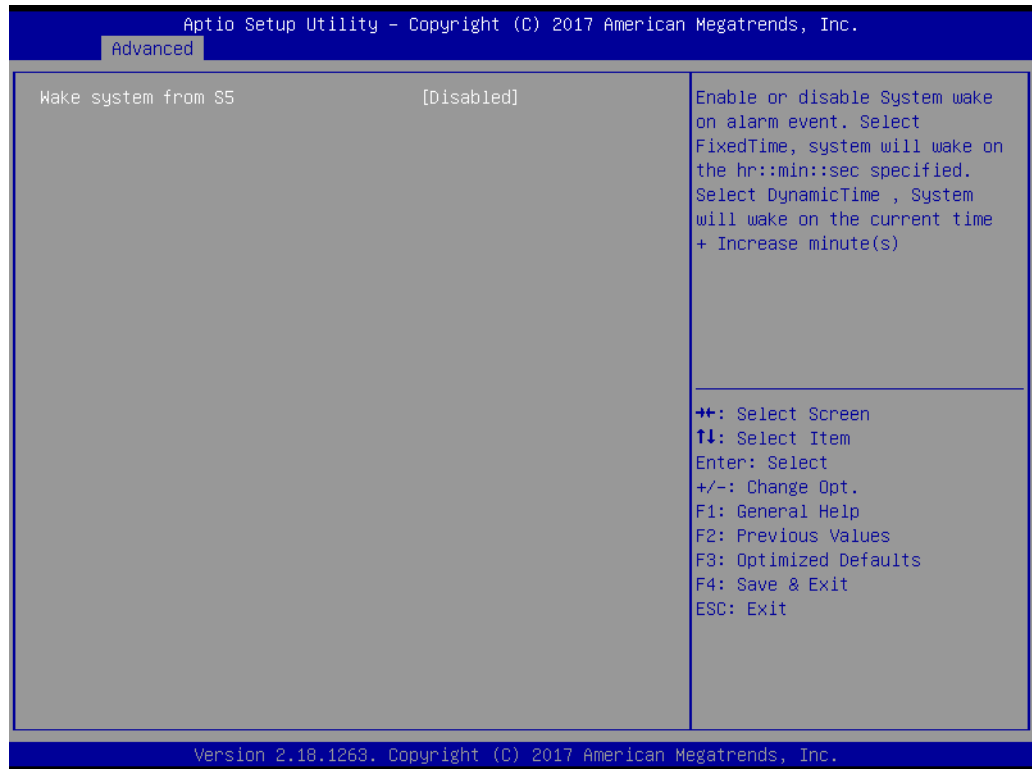 Aptio Setup Utility – Copyright (C) 2017 American Megatrends, Inc.
Advanced
Wake system from S5 [Disabled]
Enable or disable System wake
on alarm event. Select
FixedTime, system will wake on
the hr::min::sec specified.
Select DynamicTime , System
will wake on the current time
+ Increase minute(s)
→←: Select Screen
↑↓: Select Item
Enter: Select
+/-: Change Opt.
F1: General Help
F2: Previous Values
F3: Optimized Defaults
F4: Save & Exit
ESC: Exit
Version 2.18.1263. Copyright (C) 2017 American Megatrends, Inc.